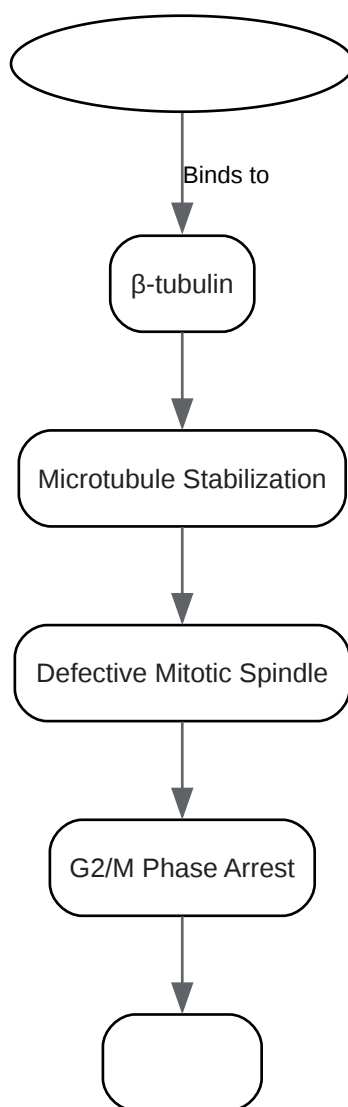 Binds to
β-tubulin
Microtubule Stabilization
Defective Mitotic Spindle
G2/M Phase Arrest